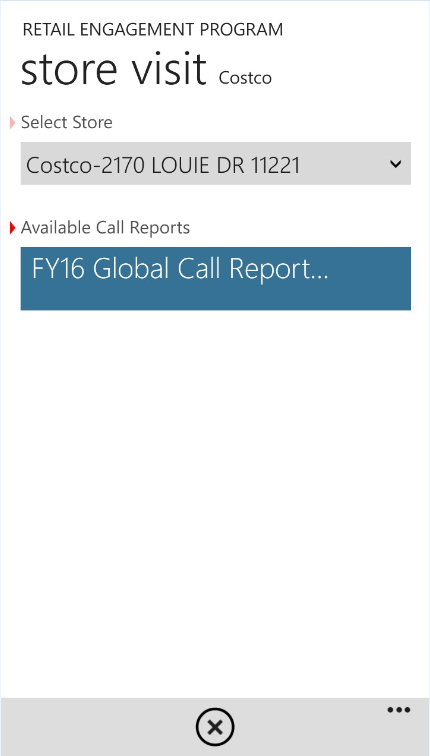 RETAIL ENGAGEMENT PROGRAM
store visit Costco
Select Store
Costco-2170 LOUIE DR 11221
Available Call Reports
FY16 Global Call Report...